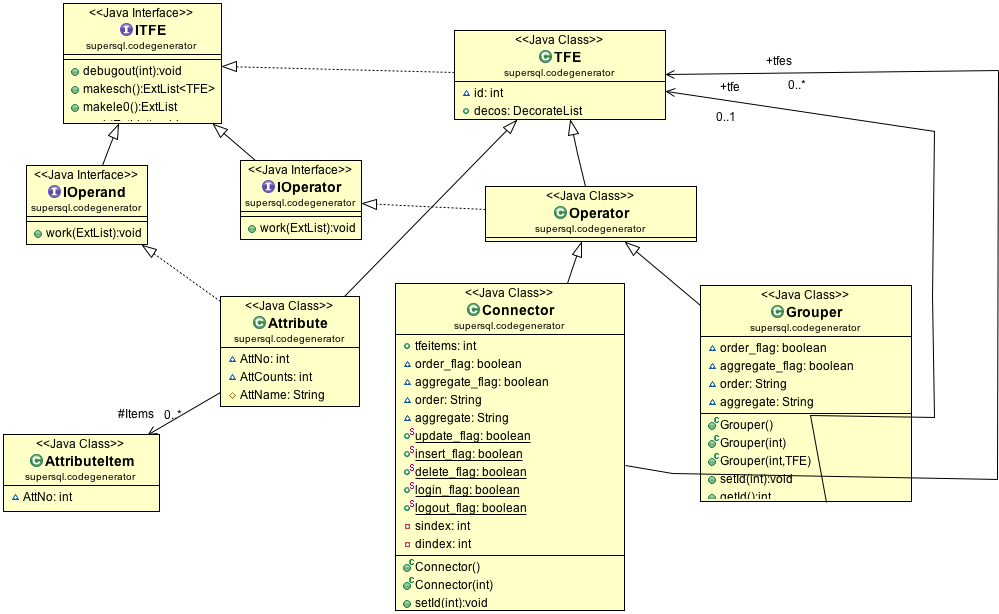 <<Java Interface>>
ITFE
supersql.codegenerator
debugout(int):void
makesch():ExtList<TFE>
makele0():ExtList
<<Java Class>>
TFE
supersql.codegenerator
id: int
decos: DecorateList
+tfes
0..*
+tfe
0..1
<<Java Interface>>
IOperand
supersql.codegenerator
work(ExtList):void
<<Java Interface>>
IOperator
supersql.codegenerator
work(ExtList):void
<<Java Class>>
Operator
supersql.codegenerator
<<Java Class>>
Attribute
supersql.codegenerator
AttNo: int
AttCounts: int
AttName: String
#Items
0..*
<<Java Class>>
AttributeItem
supersql.codegenerator
AttNo: int
<<Java Class>>
Connector
supersql.codegenerator
tfeitems: int
order_flag: boolean
aggregate_flag: boolean
order: String
aggregate: String
update_flag: boolean
insert_flag: boolean
delete_flag: boolean
login_flag: boolean
logout_flag: boolean
sindex: int
dindex: int
Connector()
Connector(int)
setId(int):void
<<Java Class>>
Grouper
supersql.codegenerator
order_flag: boolean
aggregate_flag: boolean
order: String
aggregate: String
Grouper()
Grouper(int)
Grouper(int,TFE)
setId(int):void
getId():int